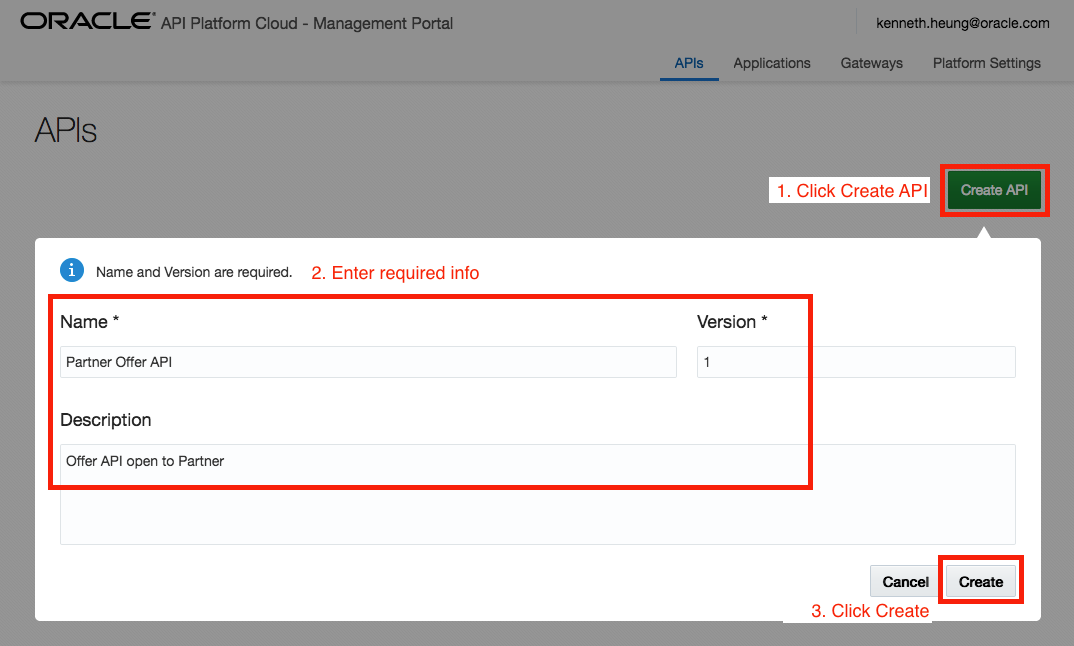 ORACLE® API Platform Cloud - Management Portal
kenneth.heung@oracle.com
APIs Applications Gateways Platform Settings
APIs
1. Click Create API Create API
i Name and Version are required. 2. Enter required info
Name * Version *
Partner Offer API 1
Description
Offer API open to Partner
Cancel Create
3. Click Create